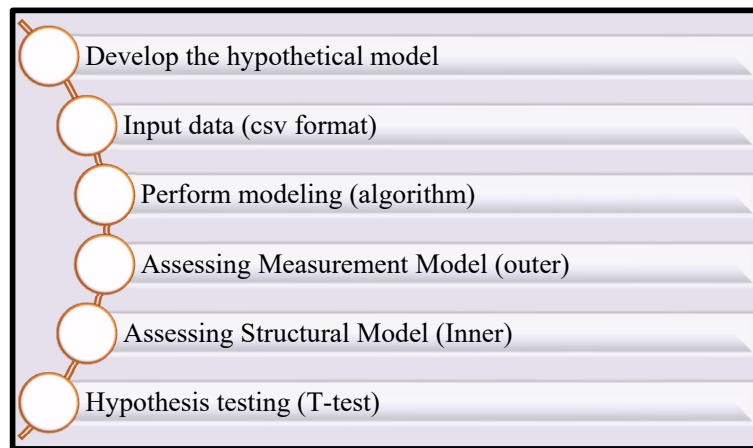 Develop the hypothetical model
Input data (csv format)
Perform modeling (algorithm)
Assessing Measurement Model (outer)
Assessing Structural Model (Inner)
Hypothesis testing (T-test)